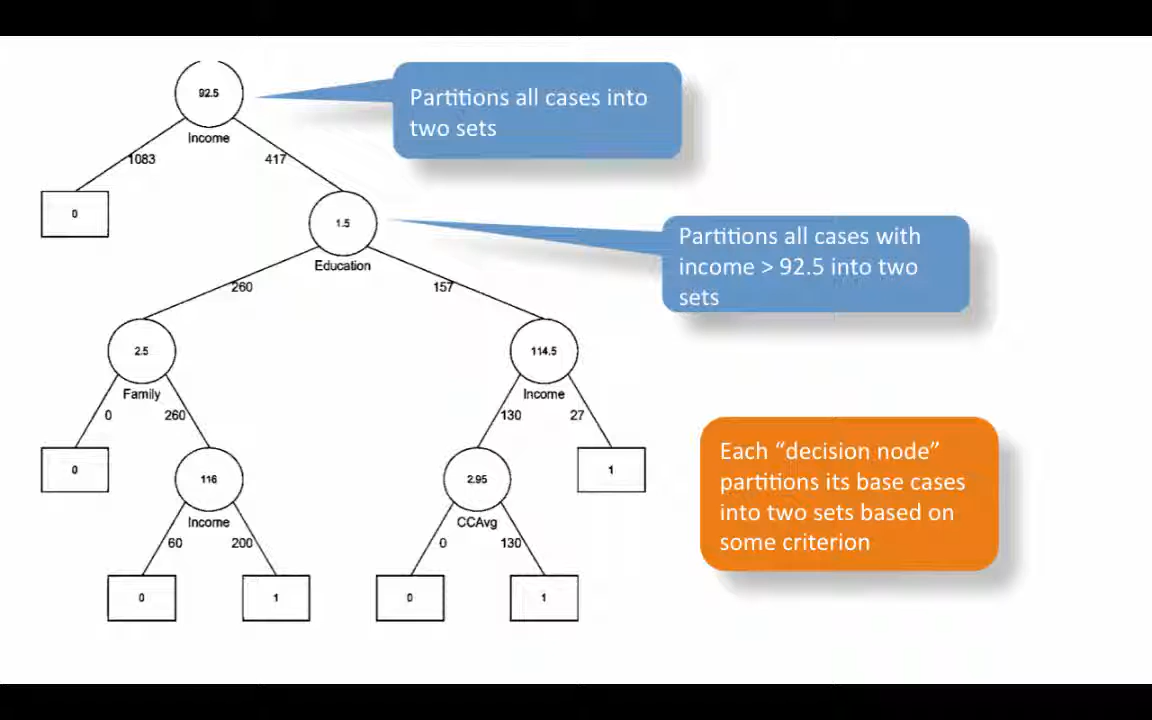 92.5
Partitions all cases into
two sets
Income
1083
417
0
1.5
Partitions all cases with
income > 92.5 into two
sets
Education
260
157
2.5
114.5
Family
Income
0
260
130
27
0
116
2.95
1
Each “decision node”
partitions its base cases
into two sets based on
some criterion
Income
CCAvg
60
200
0
130
0
1
0
1